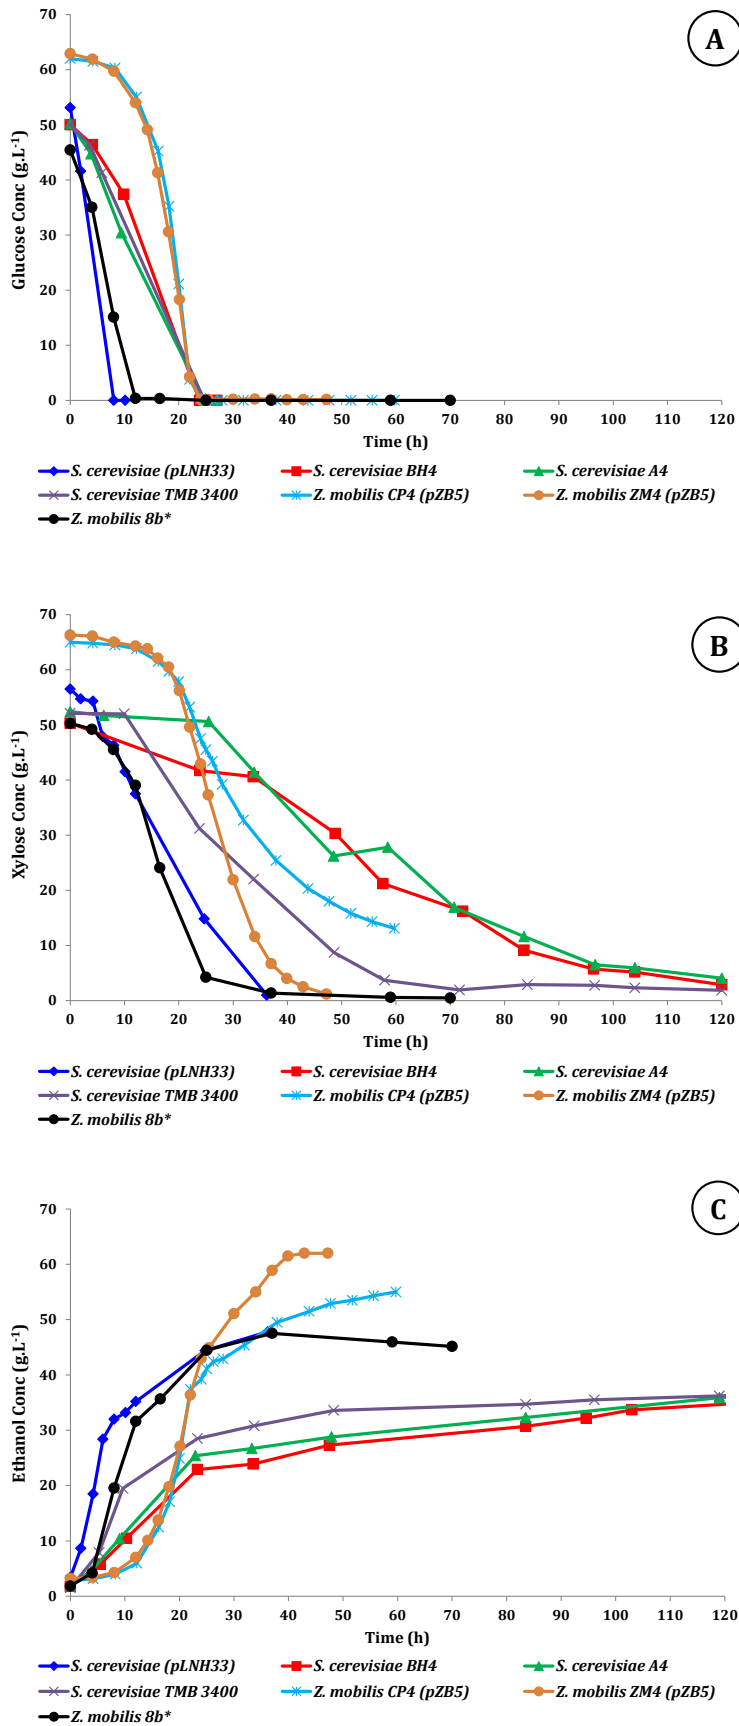 A
70
60
50
40
30
20
10
0
Glucose Conc (g.L-1)
0 10 20 30 40 50 60 70 80 90 100 110 120
Time (h)
S. cerevisiae (pLNH33) S. cerevisiae BH4 S. cerevisiae A4
S. cerevisiae TMB 3400 Z. mobilis CP4 (pZB5) Z. mobilis ZM4 (pZB5)
Z. mobilis 8b*
B
70
60
50
40
30
20
10
0
Xylose Conc (g.L-1)
0 10 20 30 40 50 60 70 80 90 100 110 120
Time (h)
S. cerevisiae (pLNH33) S. cerevisiae BH4 S. cerevisiae A4
S. cerevisiae TMB 3400 Z. mobilis CP4 (pZB5) Z. mobilis ZM4 (pZB5)
Z. mobilis 8b*
C
70
60
50
40
30
20
10
0
Ethanol Conc (g.L-1)
0 10 20 30 40 50 60 70 80 90 100 110 120
Time (h)
S. cerevisiae (pLNH33) S. cerevisiae BH4 S. cerevisiae A4
S. cerevisiae TMB 3400 Z. mobilis CP4 (pZB5) Z. mobilis ZM4 (pZB5)
Z. mobilis 8b*